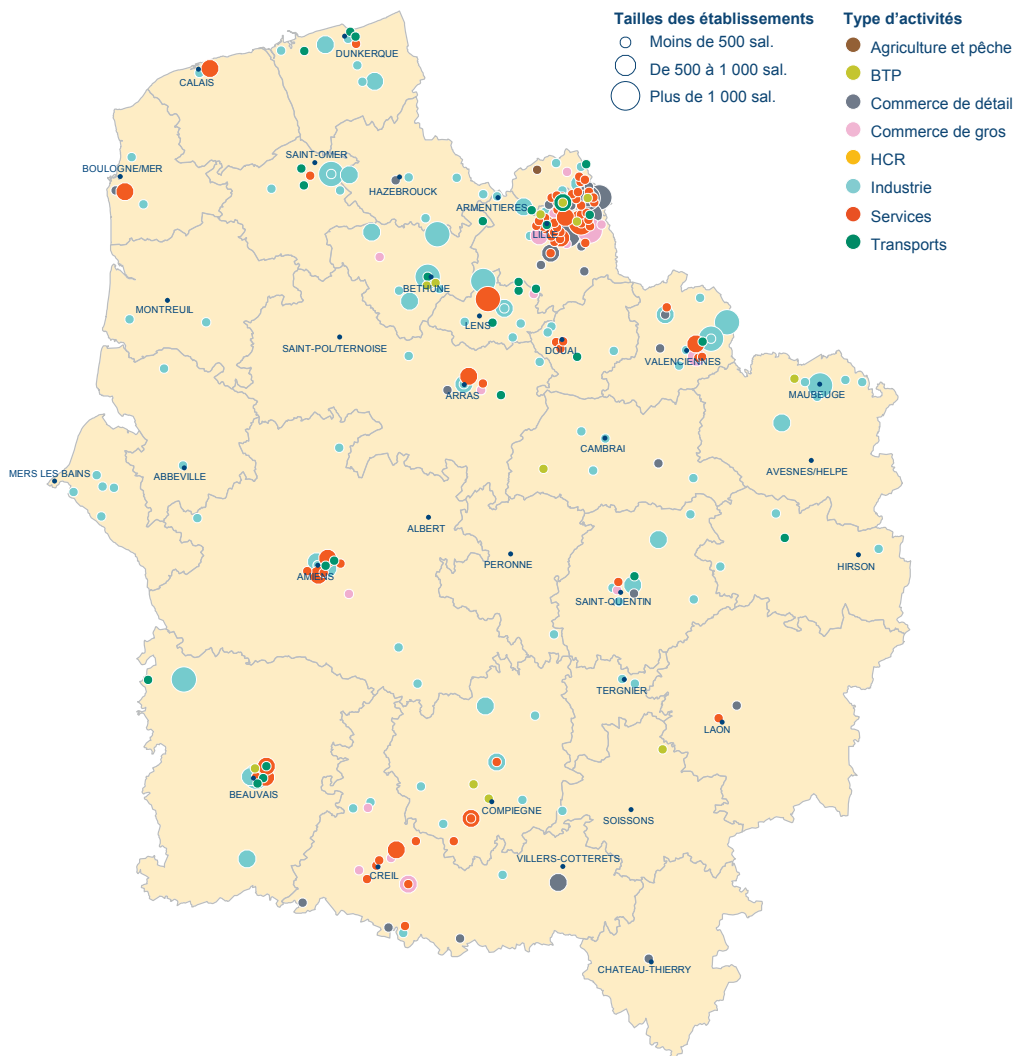 Tailles des établissements
Moins de 500 sal.
De 500 à 1 000 sal.
Plus de 1 000 sal.
Type d’activités
Agriculture et pêche
BTP
Commerce de détail
Commerce de gros
HCR
Industrie
Services
Transports
DUNKERQUE
CALAIS
SAINT-OMER
BOULOGNE/MER
HAZEBROUCK
ARMENTIERES
LILLE
BETHUNE
MONTREUIL
LENS
SAINT-POL/TERNOISE
DOUAI
VALENCIENNES
ARRAS
MAUBEUGE
CAMBRAI
AVESNES/HELPE
MERS LES BAINS
ABBEVILLE
ALBERT
PERONNE
HIRSON
AMIENS
SAINT-QUENTIN
TERGNIER
LAON
BEAUVAIS
COMPIEGNE
SOISSONS
VILLERS-COTTERETS
CREIL
CHATEAU-THIERRY